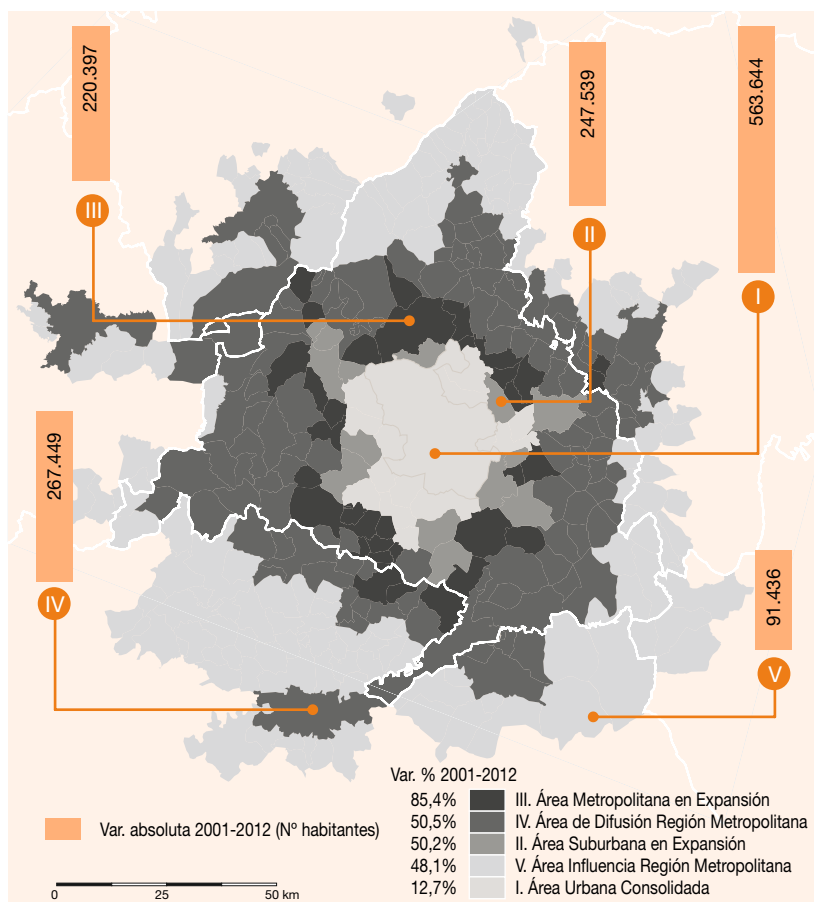 220.397
247.539
563.644
III
II
I
267.449
91.436
IV
V
Var. % 2001-2012
85,4% III. Área Metropolitana en Expansión
50,5% IV. Área de Difusión Región Metropolitana
50,2% II. Área Suburbana en Expansión
48,1% V. Área Influencia Región Metropolitana
12,7% I. Área Urbana Consolidada
Var. absoluta 2001-2012 (Nº habitantes)
0 25 50 km